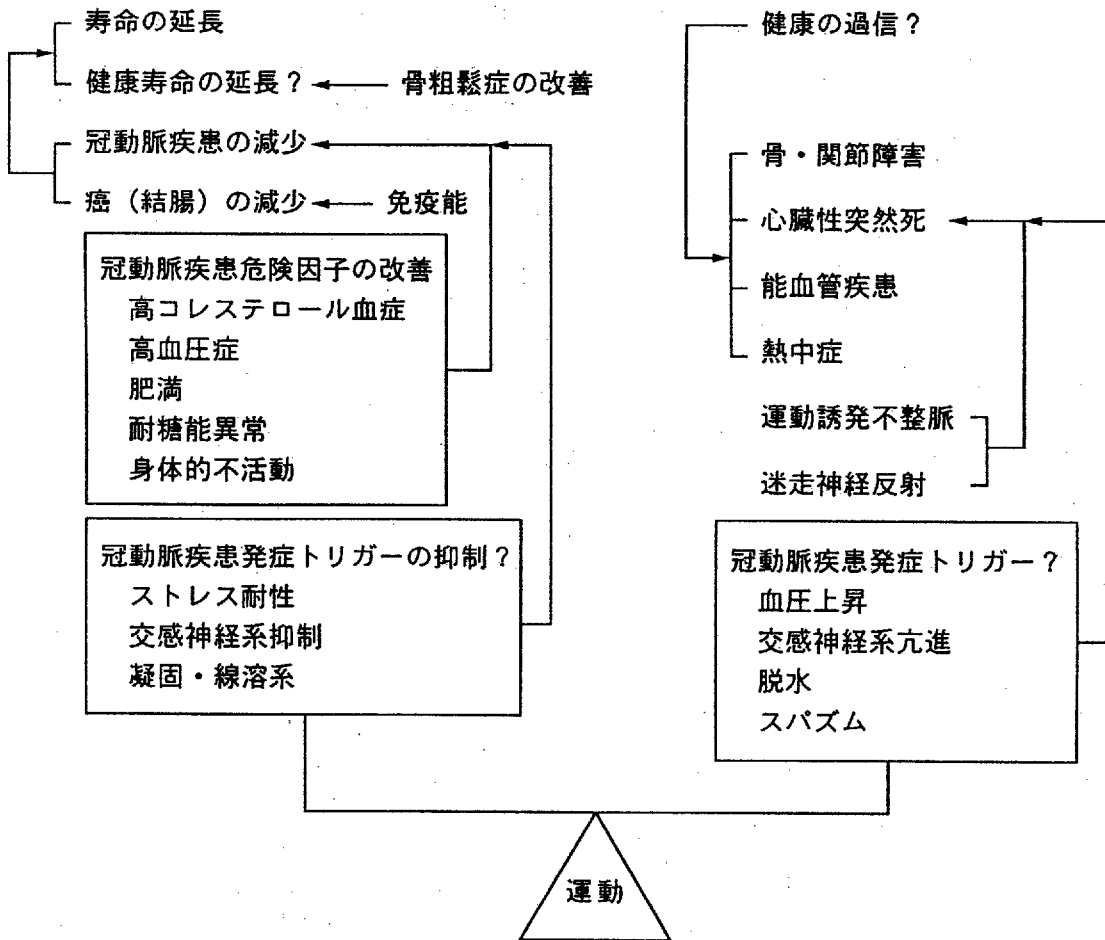 寿命の延長
健康寿命の延長？
骨粗鬆症の改善
冠動脈疾患の減少
癌（結腸）の減少
免疫能
冠動脈疾患危険因子の改善
高コレステロール血症
高血圧症
肥満
耐糖能異常
身体的不活動
冠動脈疾患発症トリガーの抑制？
ストレス耐性
交感神経系抑制
凝固・線溶系
健康の過信？
骨・関節障害
心臓性突然死
能血管疾患
熱中症
運動誘発不整脈
迷走神経反射
冠動脈疾患発症トリガー？
血圧上昇
交感神経系亢進
脱水
スパズム
運動